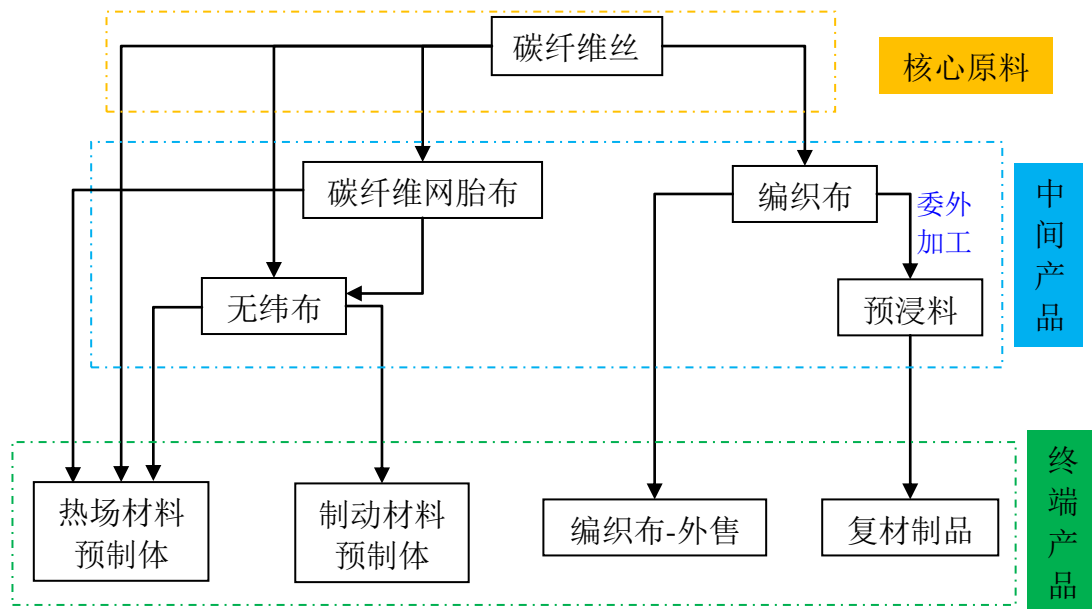 碳纤维丝
核心原料
碳纤维网胎布
编织布
委外
加工
中间产品
无纬布
预浸料
热场材料
预制体
制动材料
预制体
编织布-外售
复材制品
终端产品